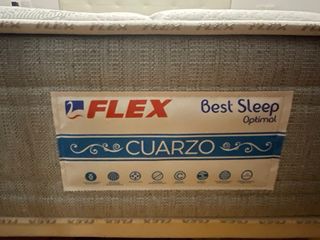 FLEX
Best Sleep
Optimal
CUARZO